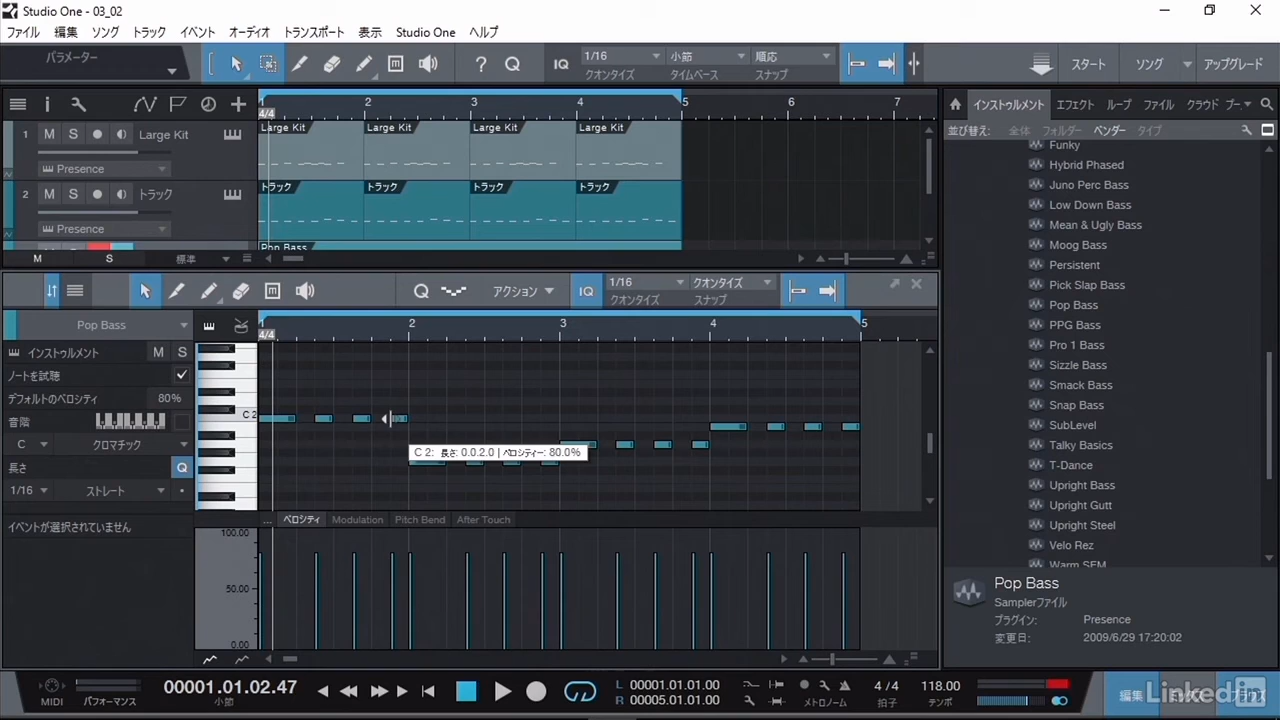 Studio One - 03_02
ファイル 編集 ソング トラック イベント オーディオ トランスポート 表示 Studio One ヘルプ
パラメーター
IQ 1/16 小節 順応 スタート ソング アップグレード
クオンタイズ タイムベース スナップ
1 2 3 4 5 6 7
4/4
インストゥルメント エフェクト ループ ファイル クラウド プー..
並び替え: 全体 フォルダー ベンダー タイプ
1 M S Large Kit
Presence
Large Kit Large Kit Large Kit Large Kit
2 M S トラック
Presence
トラック トラック トラック トラック
Pop Bass
M S 標準
1/16 クオンタイズ
アクション IQ クオンタイズ スナップ
Pop Bass
1 2 3 4 5
4/4
インストゥルメント M S
ノートを試聴
デフォルトのベロシティ 80%
音階
C クロマチック
長さ Q
1/16 ストレート
イベントが選択されていません
C 2
C 2: 長さ: 0.0.2.0 | ベロシティー: 80.0%
... ベロシティ Modulation Pitch Bend After Touch
100.00
50.00
0.00
Funky
Hybrid Phased
Juno Perc Bass
Low Down Bass
Mean & Ugly Bass
Moog Bass
Persistent
Pick Slap Bass
Pop Bass
PPG Bass
Pro 1 Bass
Sizzle Bass
Smack Bass
Snap Bass
SubLevel
Talky Basics
T-Dance
Upright Bass
Upright Gutt
Upright Steel
Velo Rez
Warm SEM
Pop Bass
Samplerファイル
プラグイン: Presence
変更日: 2009/6/29 17:20:02
MIDI パフォーマンス
00001.01.02.47
小節
L 00001.01.01.00
R 00005.01.01.00
メトロノーム
4 / 4
拍子
118.00
テンポ
編集
LinkedIn